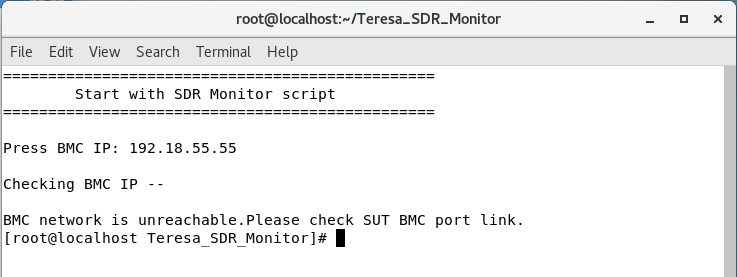 root@localhost:~/Teresa_SDR_Monitor
File Edit View Search Terminal Help
================================================
Start with SDR Monitor script
================================================
Press BMC IP: 192.18.55.55
Checking BMC IP --
BMC network is unreachable.Please check SUT BMC port link.
[root@localhost Teresa_SDR_Monitor]#